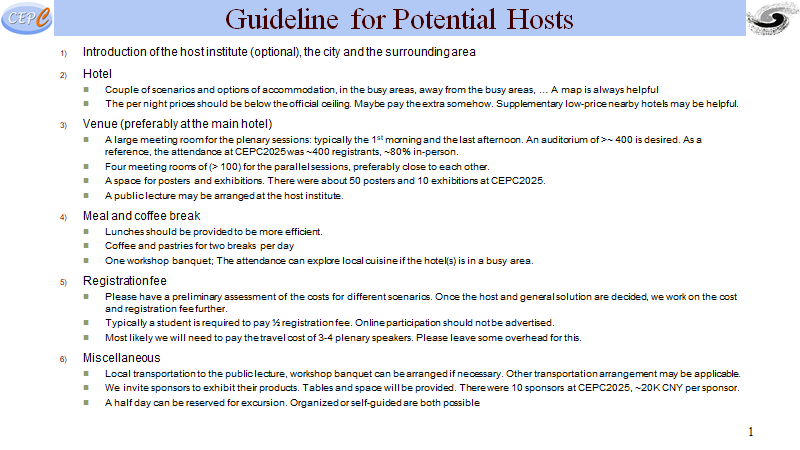 CEPC
Guideline for Potential Hosts
1) Introduction of the host institute (optional), the city and the surrounding area
2) Hotel
■ Couple of scenarios and options of accommodation, in the busy areas, away from the busy areas, … A map is always helpful
■ The per night prices should be below the official ceiling. Maybe pay the extra somehow. Supplementary low-price nearby hotels may be helpful.
3) Venue (preferably at the main hotel)
■ A large meeting room for the plenary sessions: typically the 1st morning and the last afternoon. An auditorium of >~ 400 is desired. As a
reference, the attendance at CEPC2025 was ~400 registrants, ~80% in-person.
■ Four meeting rooms of (> 100) for the parallel sessions, preferably close to each other.
■ A space for posters and exhibitions. There were about 50 posters and 10 exhibitions at CEPC2025.
■ A public lecture may be arranged at the host institute.
4) Meal and coffee break
■ Lunches should be provided to be more efficient.
■ Coffee and pastries for two breaks per day
■ One workshop banquet; The attendance can explore local cuisine if the hotel(s) is in a busy area.
5) Registration fee
■ Please have a preliminary assessment of the costs for different scenarios. Once the host and general solution are decided, we work on the cost
and registration fee further.
■ Typically a student is required to pay ½ registration fee. Online participation should not be advertised.
■ Most likely we will need to pay the travel cost of 3-4 plenary speakers. Please leave some overhead for this.
6) Miscellaneous
■ Local transportation to the public lecture, workshop banquet can be arranged if necessary. Other transportation arrangement may be applicable.
■ We invite sponsors to exhibit their products. Tables and space will be provided. There were 10 sponsors at CEPC2025, ~20K CNY per sponsor.
■ A half day can be reserved for excursion. Organized or self-guided are both possible
1